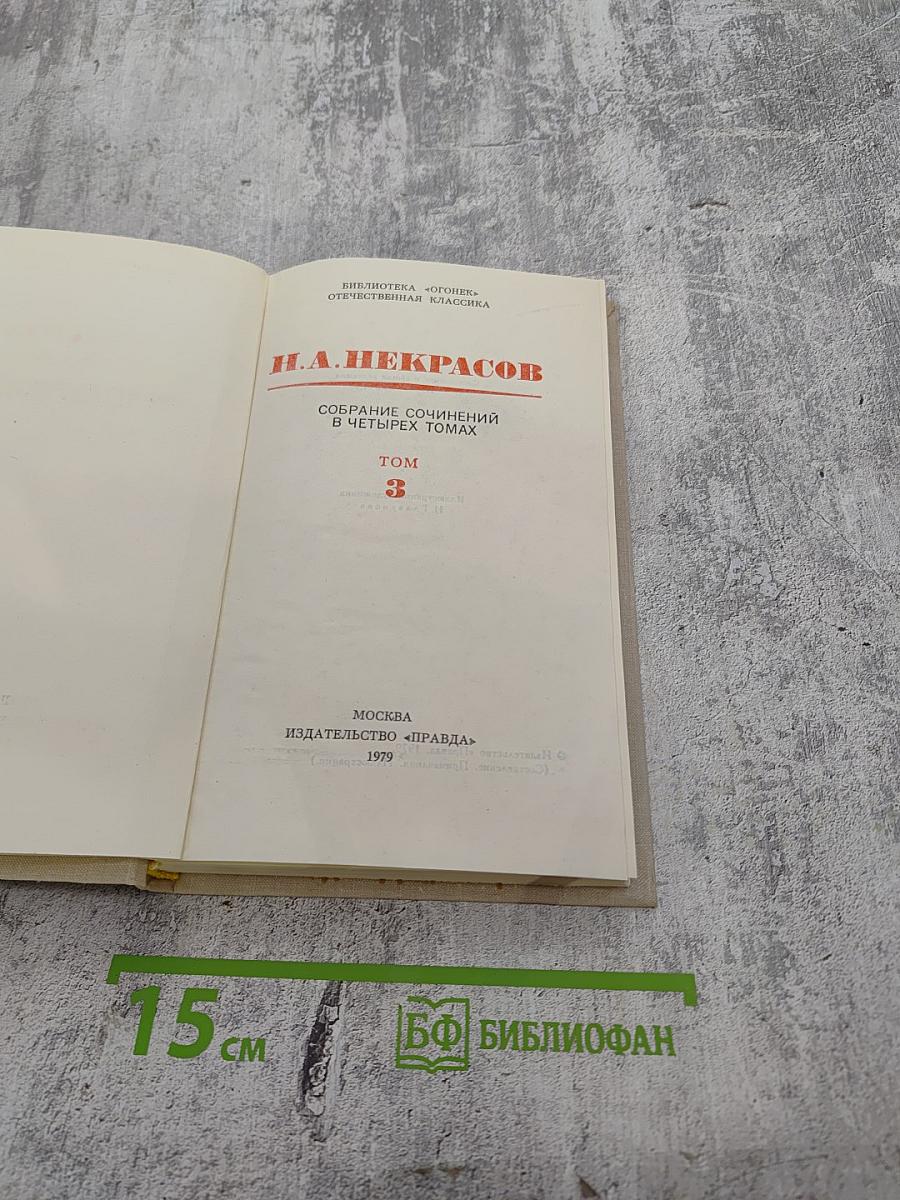 БИБЛИОТЕКА «ОГОНЕК»
ОТЕЧЕСТВЕННАЯ КЛАССИКА
Н.А.НЕКРАСОВ
СОБРАНИЕ СОЧИНЕНИЙ
В ЧЕТЫРЕХ ТОМАХ
ТОМ
3
МОСКВА
ИЗДАТЕЛЬСТВО «ПРАВДА»
1979
15 см
БФ БИБЛИОФАН